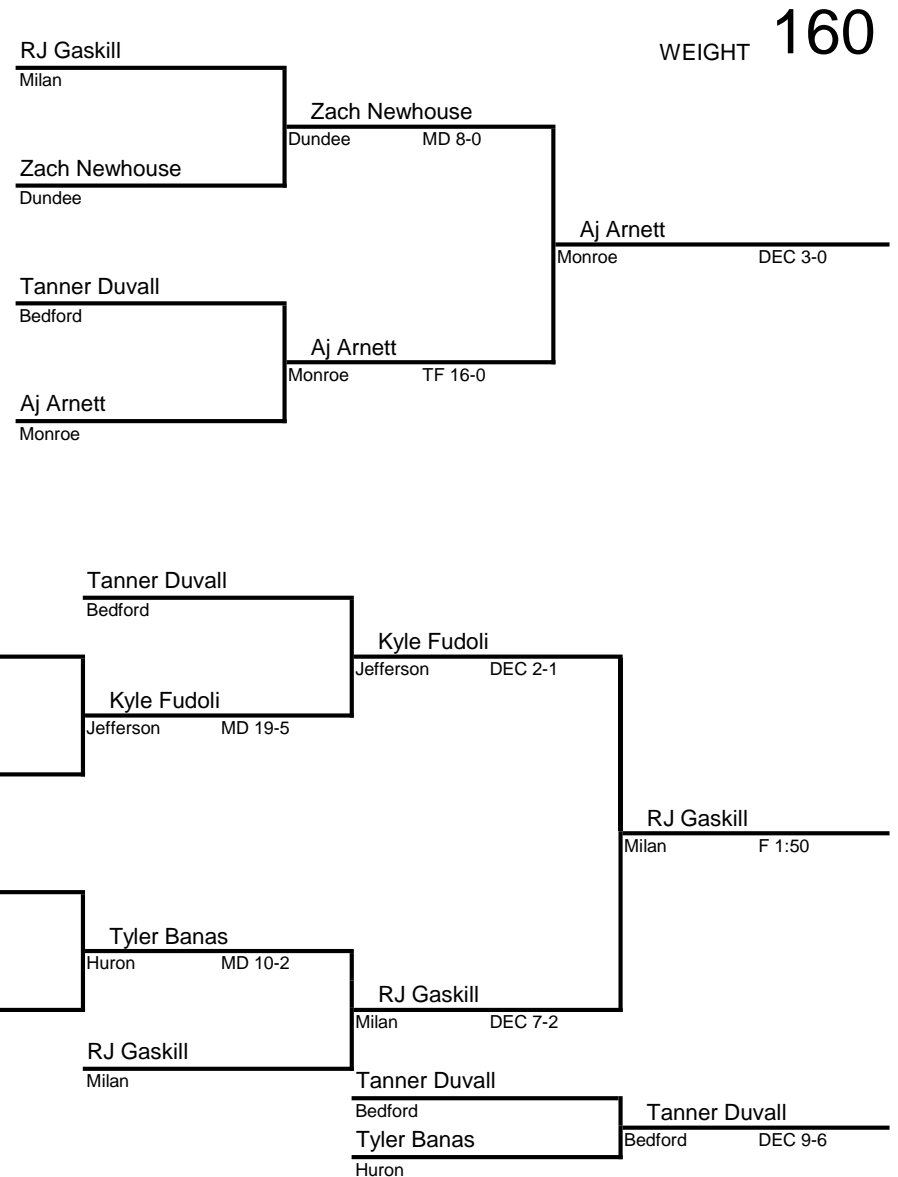 WEIGHT 160
RJ Gaskill
Milan
Zach Newhouse
Dundee MD 8-0
Zach Newhouse
Dundee
Aj Arnett
Monroe DEC 3-0
Tanner Duvall
Bedford
Aj Arnett
Monroe TF 16-0
Aj Arnett
Monroe
Tanner Duvall
Bedford
Kyle Fudoli
Jefferson DEC 2-1
Kyle Fudoli
Jefferson MD 19-5
RJ Gaskill
Milan F 1:50
Tyler Banas
Huron MD 10-2
RJ Gaskill
Milan DEC 7-2
RJ Gaskill
Milan
Tanner Duvall
Bedford
Tanner Duvall
Bedford DEC 9-6
Tyler Banas
Huron